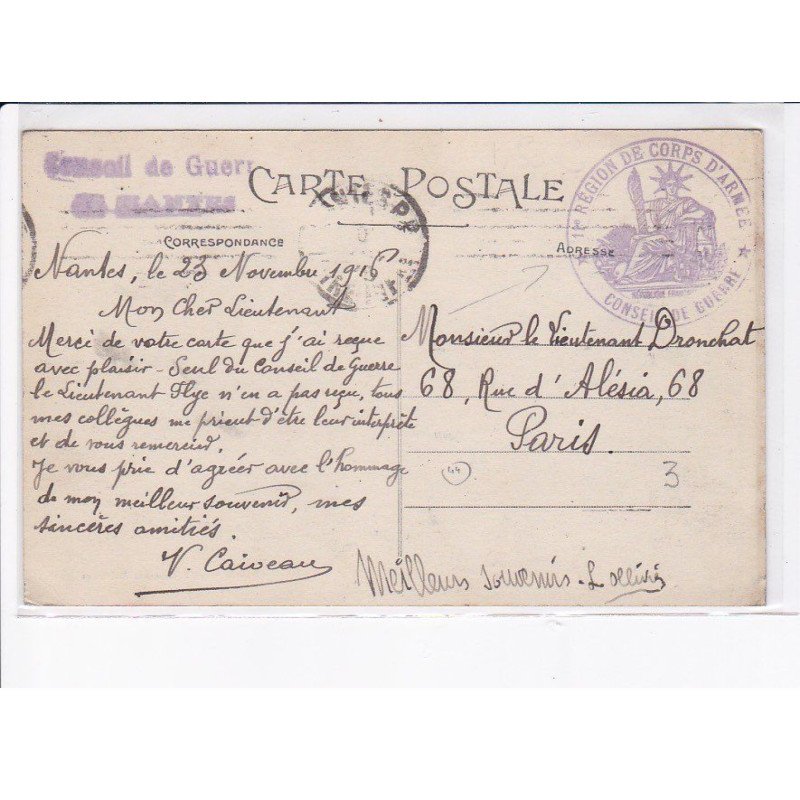 Conseil de Guerr
NANTES
CARTE POSTALE
CORRESPONDANCE
ADRESSE
11e RÉGION DE CORPS D'ARMÉE
CONSEIL DE GUERRE
Nantes, le 23 Novembre 1916
Mon Cher Lieutenant
Merci de votre carte que j'ai reçue
avec plaisir - Seul du Conseil de Guerre
le Lieutenant Flye n'en a pas reçu, tous
mes collègues me prient d'être leur interprète
et de vous remercier.
Je vous prie d'agréer avec l'hommage
de mon meilleur souvenir, mes
sincères amitiés.
V. Caiveau
Monsieur le Lieutenant Dronchat
68, Rue d'Alésia, 68
Paris.
44
3
Meilleurs souvenirs - L